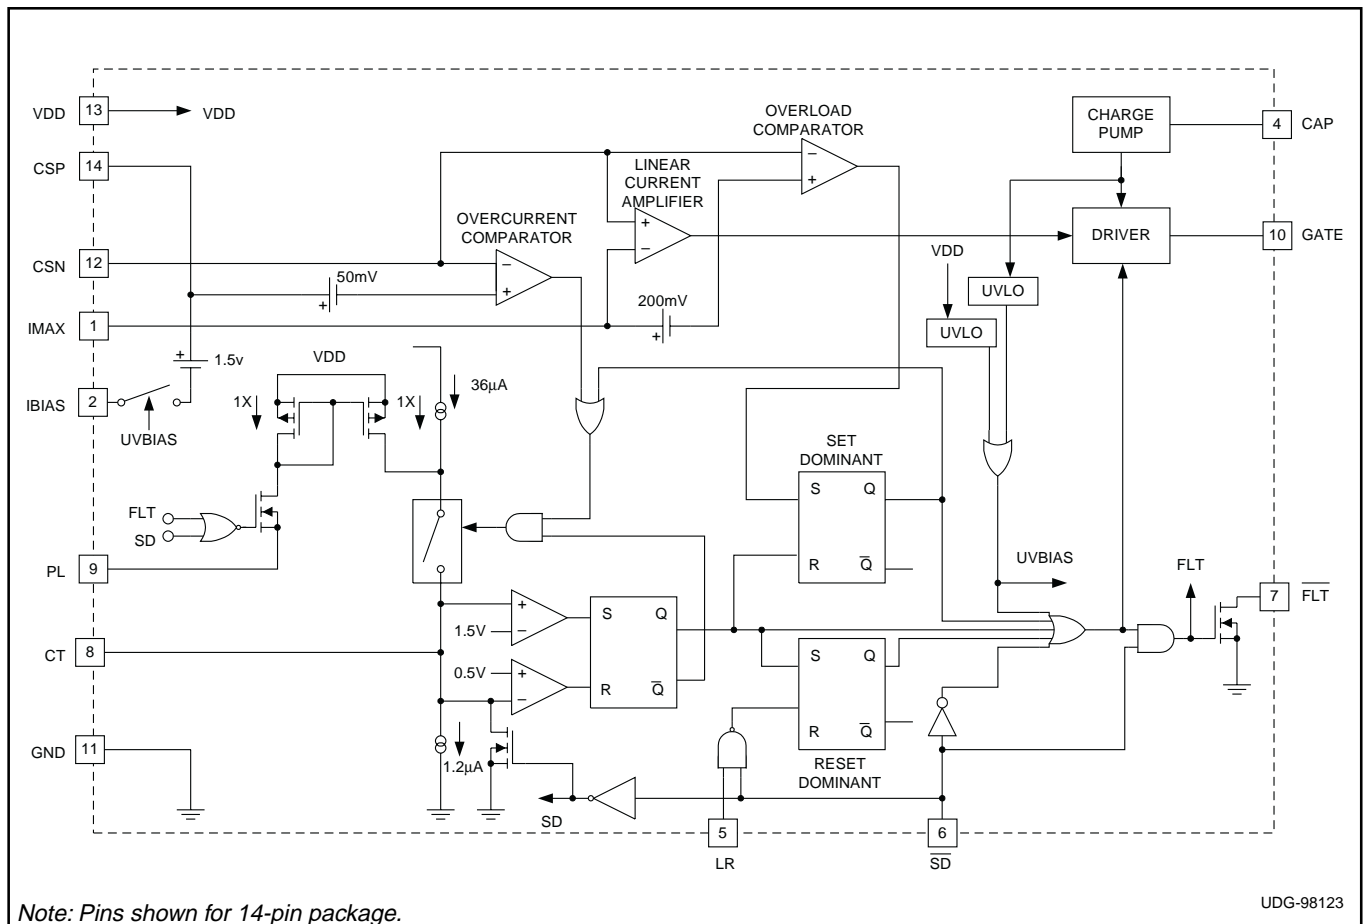 VDD 13 VDD
CSP 14
CSN 12
IMAX 1
IBIAS 2
PL 9
CT 8
GND 11
OVERLOAD
COMPARATOR
LINEAR
CURRENT
AMPLIFIER
OVERCURRENT
COMPARATOR
CHARGE
PUMP
4 CAP
DRIVER
10 GATE
VDD
UVLO
UVLO
50mV
+
200mV
+
− +
+ −
− +
+
1.5v
UVBIAS
VDD
1X 1X
36µA
FLT
SD
SET
DOMINANT
S Q
R Q̅
UVBIAS
FLT
7 F̅L̅T̅
+
1.5V −
0.5V +
−
S Q
R Q̅
S Q
R Q̅
RESET
DOMINANT
1.2µA
SD
5
LR
6
S̅D̅
Note: Pins shown for 14-pin package.
UDG-98123